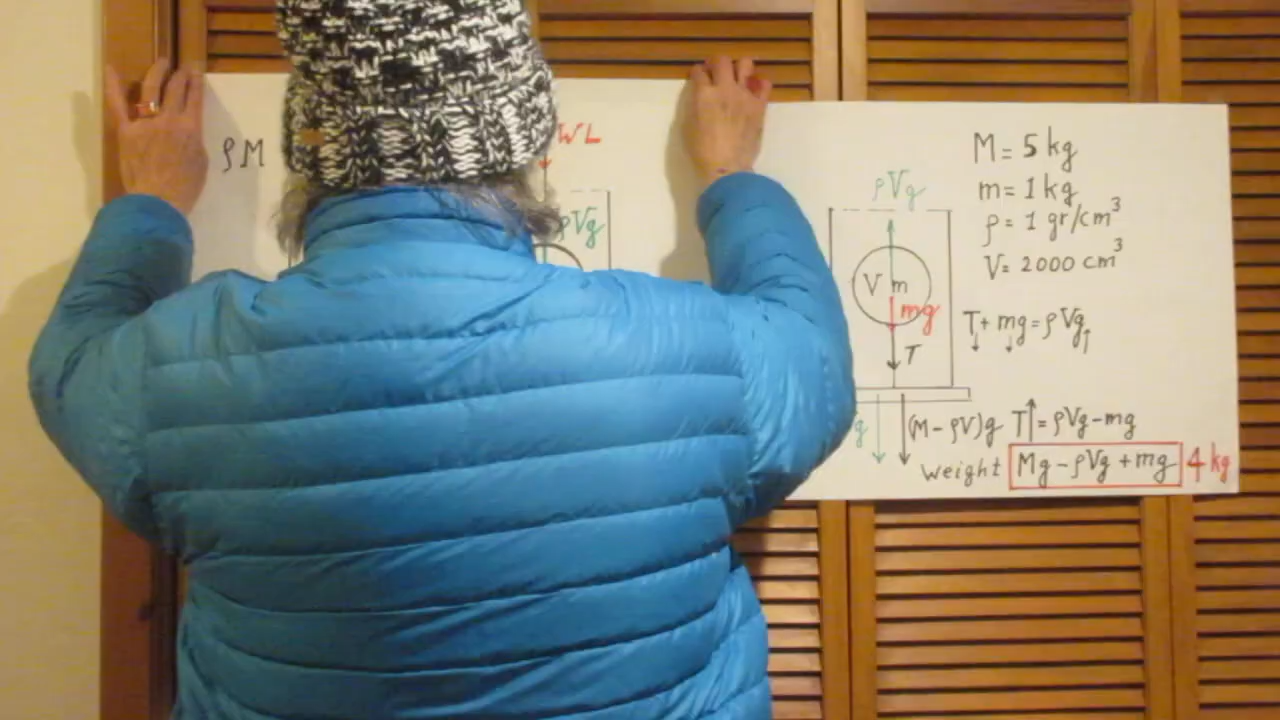 ρM
WL
ρVg
ρVg
V m
mg
T
g
(M-ρV)g
M = 5 kg
m = 1 kg
ρ = 1 gr/cm³
V = 2000 cm³
T + mg = ρVg
T = ρVg - mg
weight Mg - ρVg + mg 4 kg